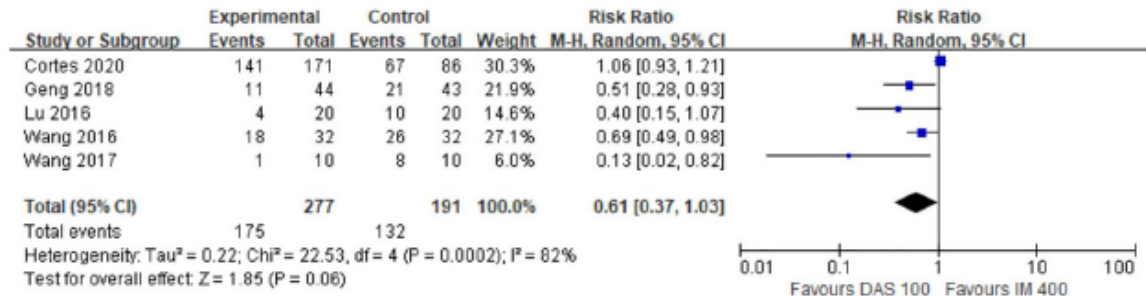 Experimental Control Risk Ratio Risk Ratio
Study or Subgroup Events Total Events Total Weight M-H, Random, 95% CI M-H, Random, 95% CI
Cortes 2020 141 171 67 86 30.3% 1.06 [0.93, 1.21]
Geng 2018 11 44 21 43 21.9% 0.51 [0.28, 0.93]
Lu 2016 4 20 10 20 14.6% 0.40 [0.15, 1.07]
Wang 2016 18 32 26 32 27.1% 0.69 [0.49, 0.98]
Wang 2017 1 10 8 10 6.0% 0.13 [0.02, 0.82]
Total (95% CI) 277 191 100.0% 0.61 [0.37, 1.03]
Total events 175 132
Heterogeneity: Tau² = 0.22; Chi² = 22.53, df = 4 (P = 0.0002); I² = 82%
Test for overall effect: Z = 1.85 (P = 0.06)
0.01 0.1 1 10 100
Favours DAS 100 Favours IM 400